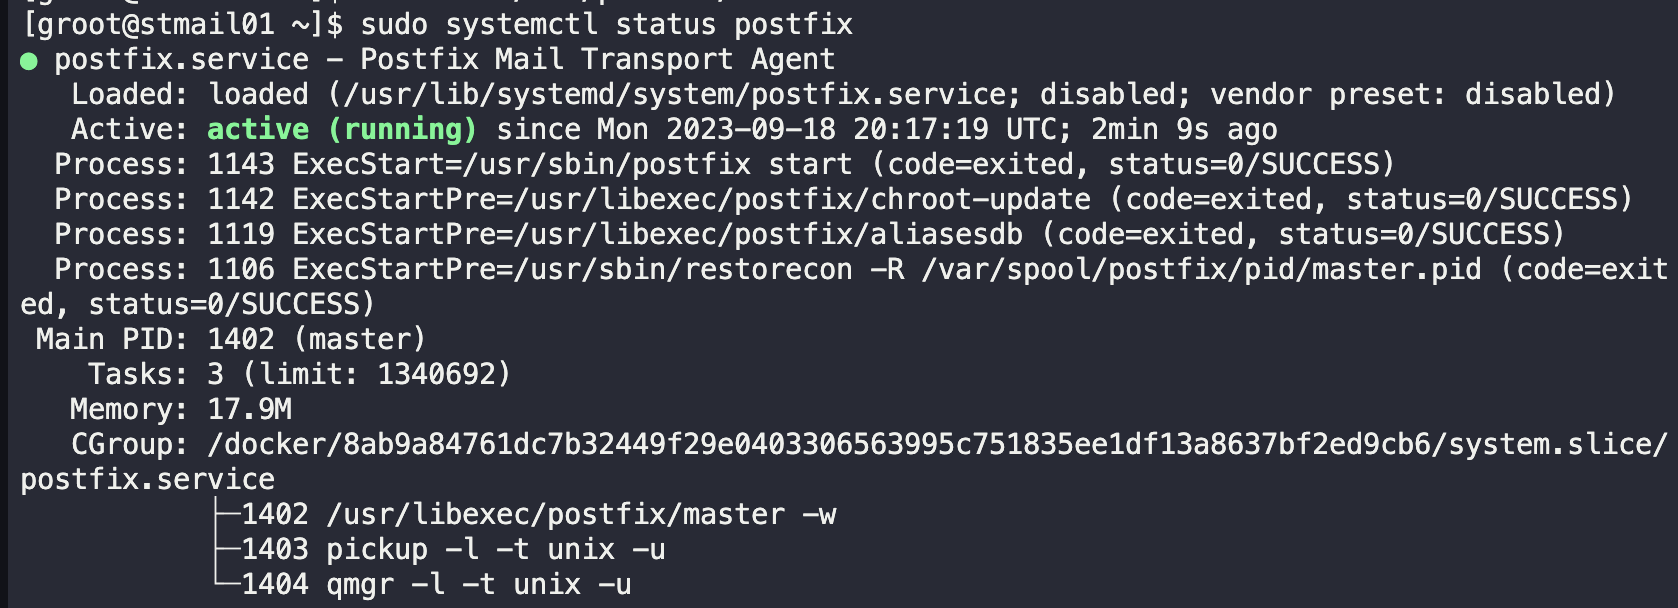 [groot@stmail01 ~]$ sudo systemctl status postfix
● postfix.service - Postfix Mail Transport Agent
   Loaded: loaded (/usr/lib/systemd/system/postfix.service; disabled; vendor preset: disabled)
   Active: active (running) since Mon 2023-09-18 20:17:19 UTC; 2min 9s ago
  Process: 1143 ExecStart=/usr/sbin/postfix start (code=exited, status=0/SUCCESS)
  Process: 1142 ExecStartPre=/usr/libexec/postfix/chroot-update (code=exited, status=0/SUCCESS)
  Process: 1119 ExecStartPre=/usr/libexec/postfix/aliasesdb (code=exited, status=0/SUCCESS)
  Process: 1106 ExecStartPre=/usr/sbin/restorecon -R /var/spool/postfix/pid/master.pid (code=exit
ed, status=0/SUCCESS)
 Main PID: 1402 (master)
    Tasks: 3 (limit: 1340692)
   Memory: 17.9M
   CGroup: /docker/8ab9a84761dc7b32449f29e0403306563995c751835ee1df13a8637bf2ed9cb6/system.slice/
postfix.service
           ├─1402 /usr/libexec/postfix/master -w
           ├─1403 pickup -l -t unix -u
           └─1404 qmgr -l -t unix -u